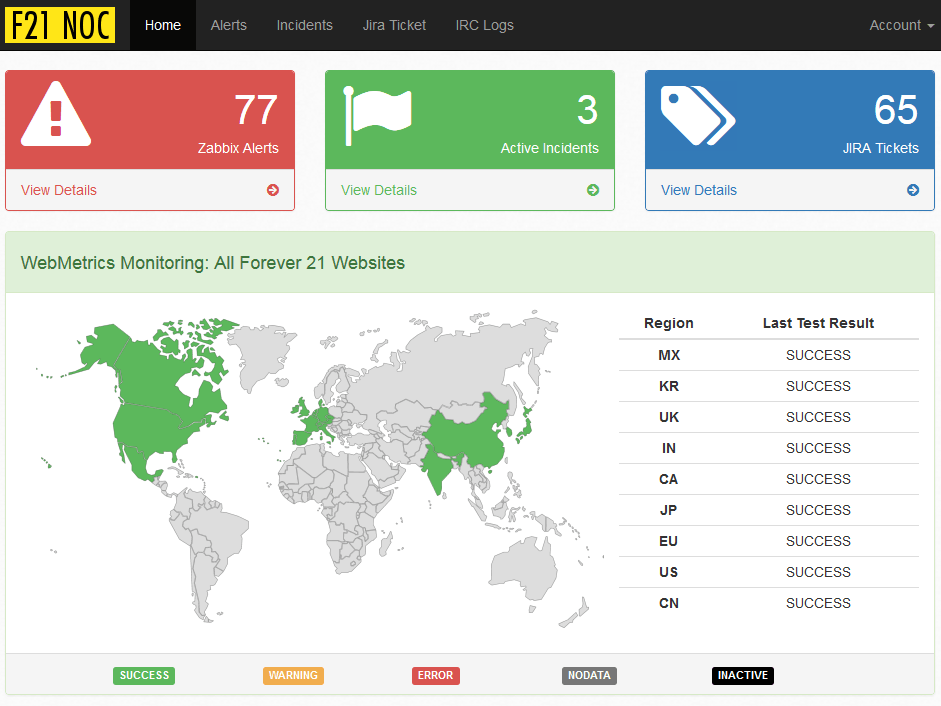 F21 NOC Home Alerts Incidents Jira Ticket IRC Logs Account
77
Zabbix Alerts
View Details
3
Active Incidents
View Details
65
JIRA Tickets
View Details
WebMetrics Monitoring: All Forever 21 Websites
Region Last Test Result
MX SUCCESS
KR SUCCESS
UK SUCCESS
IN SUCCESS
CA SUCCESS
JP SUCCESS
EU SUCCESS
US SUCCESS
CN SUCCESS
SUCCESS WARNING ERROR NODATA INACTIVE